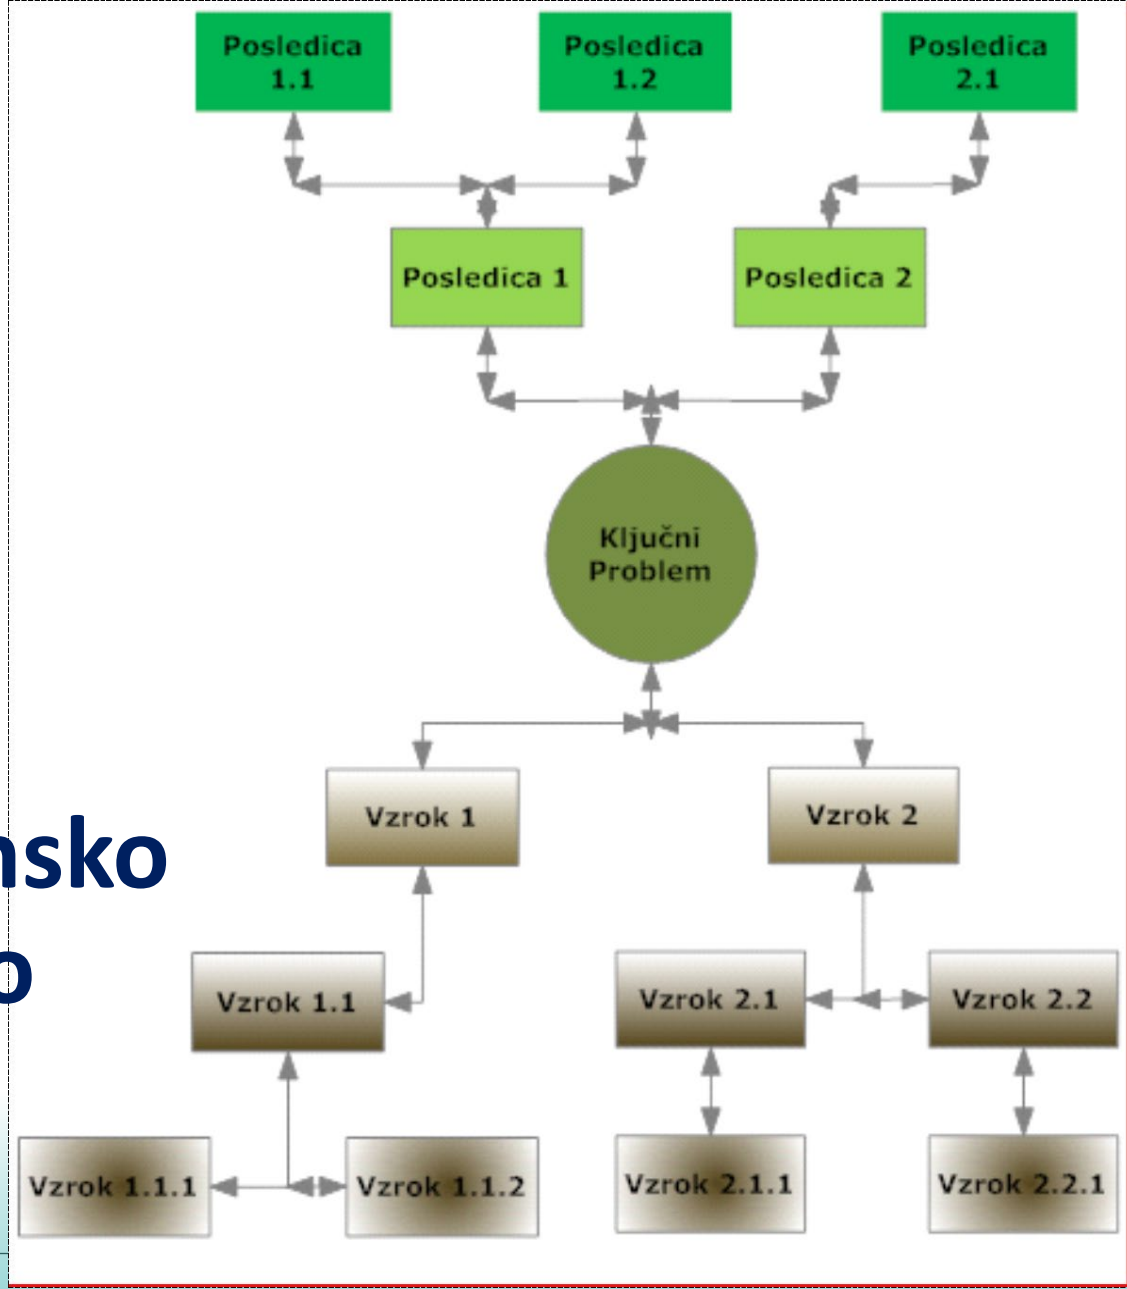 Posledica
1.1
Posledica
1.2
Posledica
2.1
Posledica 1
Posledica 2
Ključni
Problem
Vzrok 1
Vzrok 2
nsko
o
Vzrok 1.1
Vzrok 2.1
Vzrok 2.2
Vzrok 1.1.1
Vzrok 1.1.2
Vzrok 2.1.1
Vzrok 2.2.1